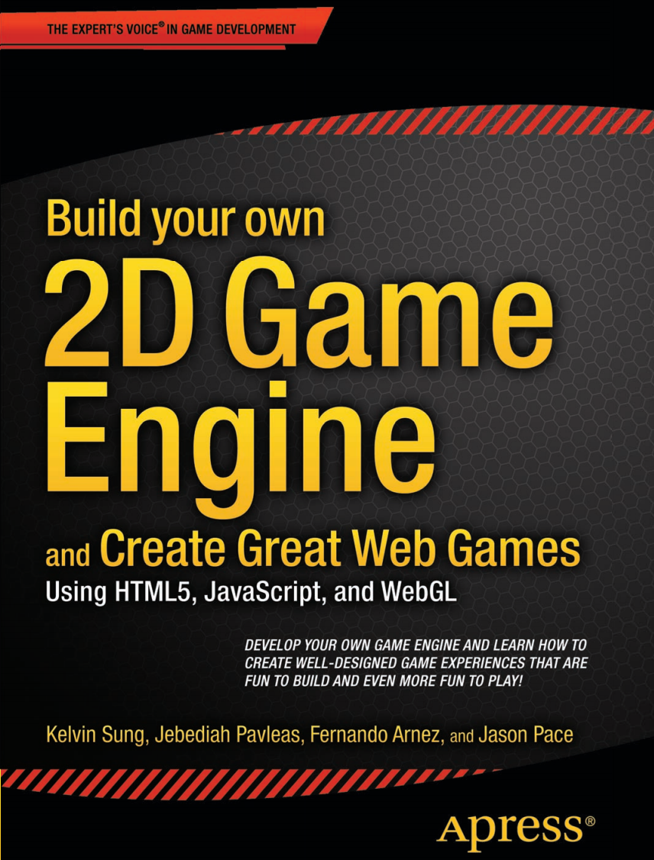 THE EXPERT'S VOICE® IN GAME DEVELOPMENT
Build your own
2D Game
Engine
and Create Great Web Games
Using HTML5, JavaScript, and WebGL
DEVELOP YOUR OWN GAME ENGINE AND LEARN HOW TO
CREATE WELL-DESIGNED GAME EXPERIENCES THAT ARE
FUN TO BUILD AND EVEN MORE FUN TO PLAY!
Kelvin Sung, Jebediah Pavleas, Fernando Arnez, and Jason Pace
Apress®